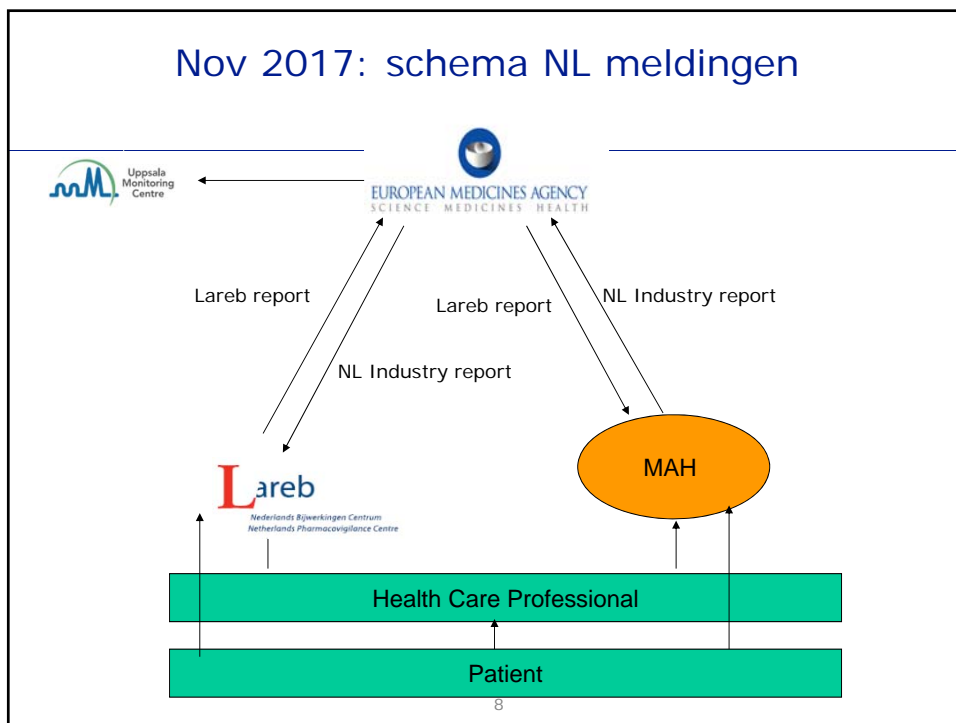 Nov 2017: schema NL meldingen
Uppsala
Monitoring
Centre
EUROPEAN MEDICINES AGENCY
SCIENCE MEDICINES HEALTH
Lareb report
Lareb report
NL Industry report
NL Industry report
MAH
Lareb
Nederlands Bijwerkingen Centrum
Netherlands Pharmacovigilance Centre
Health Care Professional
Patient
8